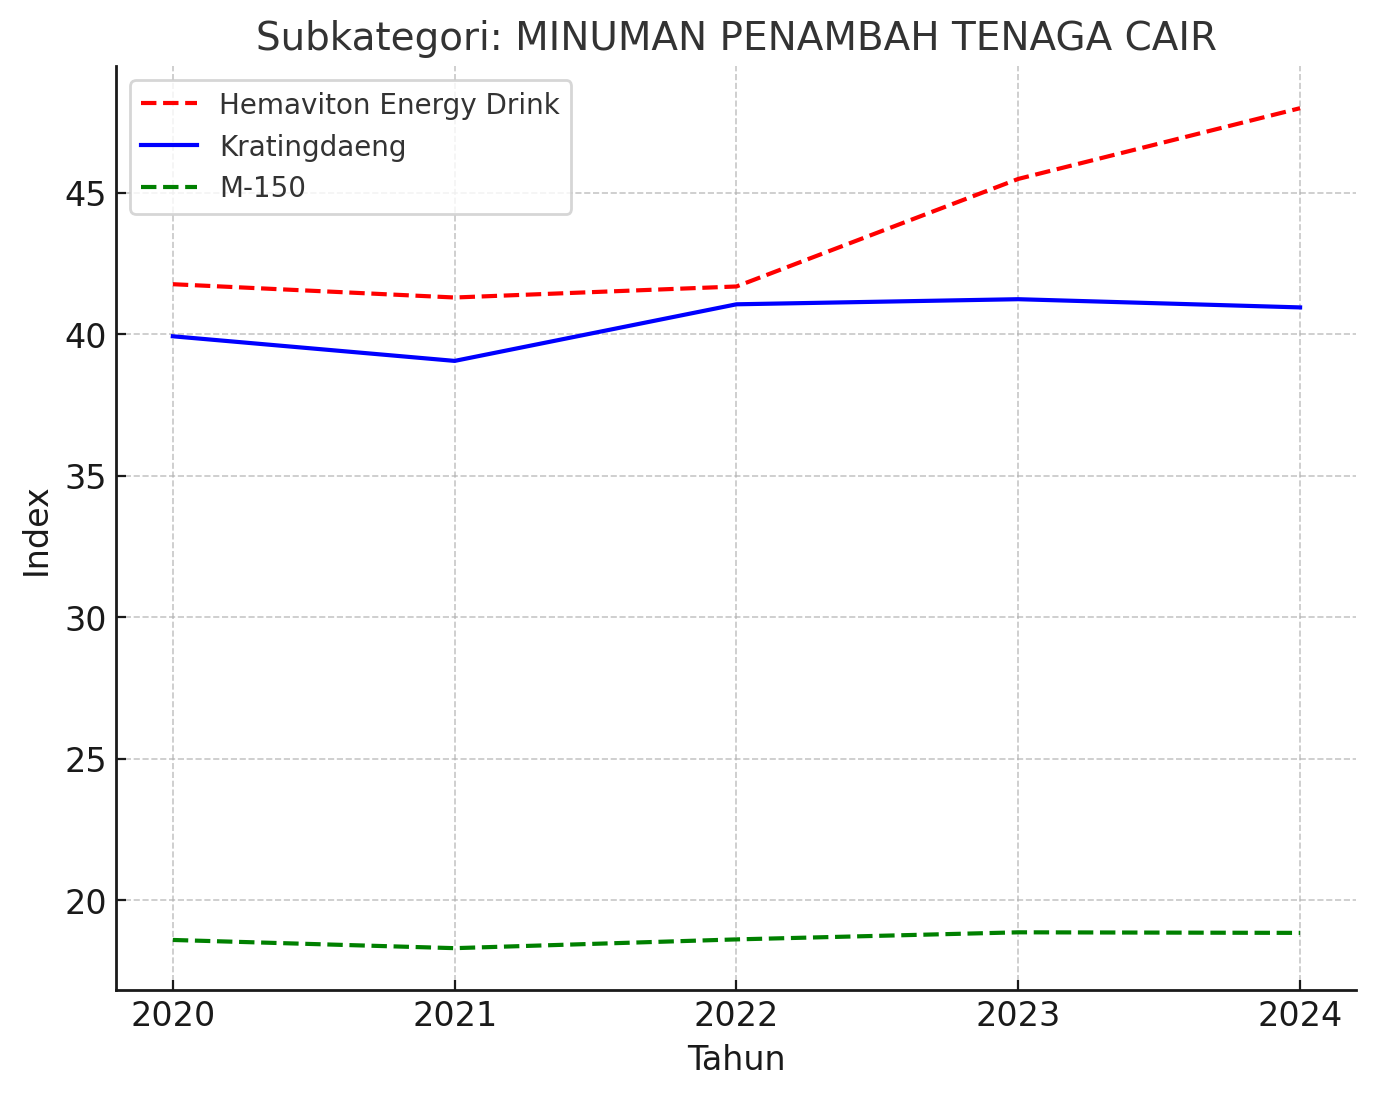 Subkategori: MINUMAN PENAMBAH TENAGA CAIR
Hemaviton Energy Drink
Kratingdaeng
M-150
Index
45
40
35
30
25
20
2020 2021 2022 2023 2024
Tahun